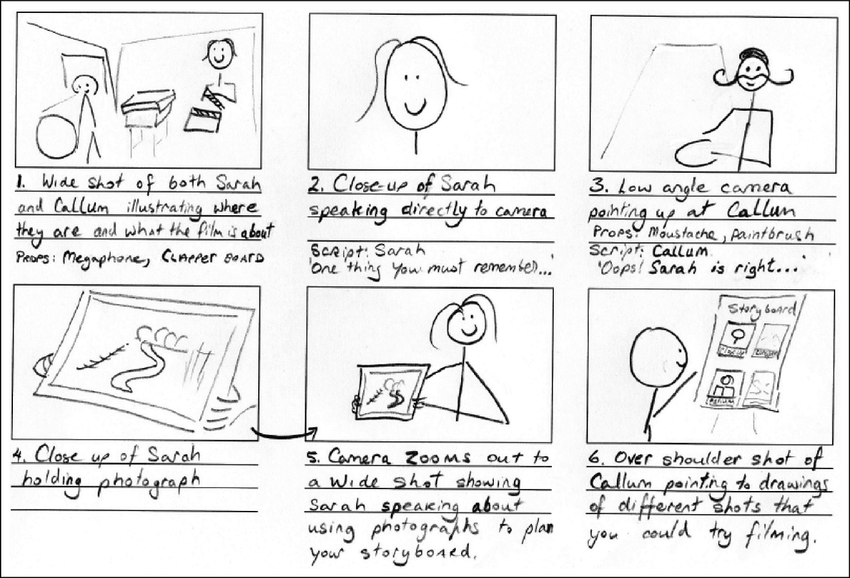 1. Wide shot of both Sarah
and Callum illustrating where
they are and what the film is about
Props: Megaphone, CLAPPER BOARD
2. Close-up of Sarah
speaking directly to camera
Script: Sarah
'One thing you must remember...'
3. Low angle camera
pointing up at Callum
Props: Moustache, paintbrush
Script: Callum
'Oops! Sarah is right...'
4. Close up of Sarah
holding photograph
5. Camera zooms out to
a wide shot showing
Sarah speaking about
using photographs to plan
your storyboard.
Storyboard
6. Over shoulder shot of
Callum pointing to drawings
of different shots that
you could try filming.